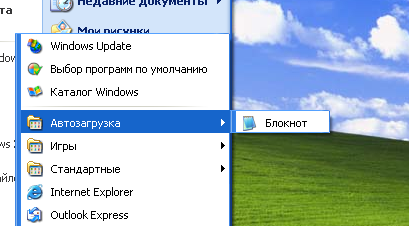 Недавние документы
Мои рисунки
Windows Update
Выбор программ по умолчанию
Каталог Windows
Автозагрузка
Блокнот
Игры
Стандартные
Internet Explorer
Outlook Express